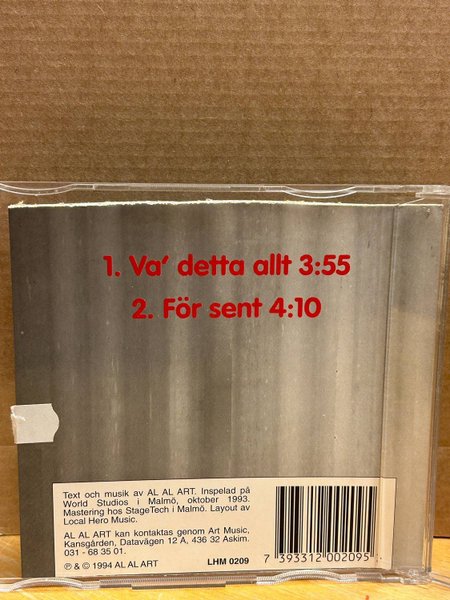 1. Va' detta allt 3:55
2. För sent 4:10
Text och musik av AL AL ART. Inspelad på
World Studios i Malmö, oktober 1993.
Mastering hos StageTech i Malmö. Layout av
Local Hero Music.
AL AL ART kan kontaktas genom Art Music,
Kansgården, Datavägen 12 A, 436 32 Askim.
031 - 68 35 01.
℗ & © 1994 AL AL ART
LHM 0209
7 393312 002095